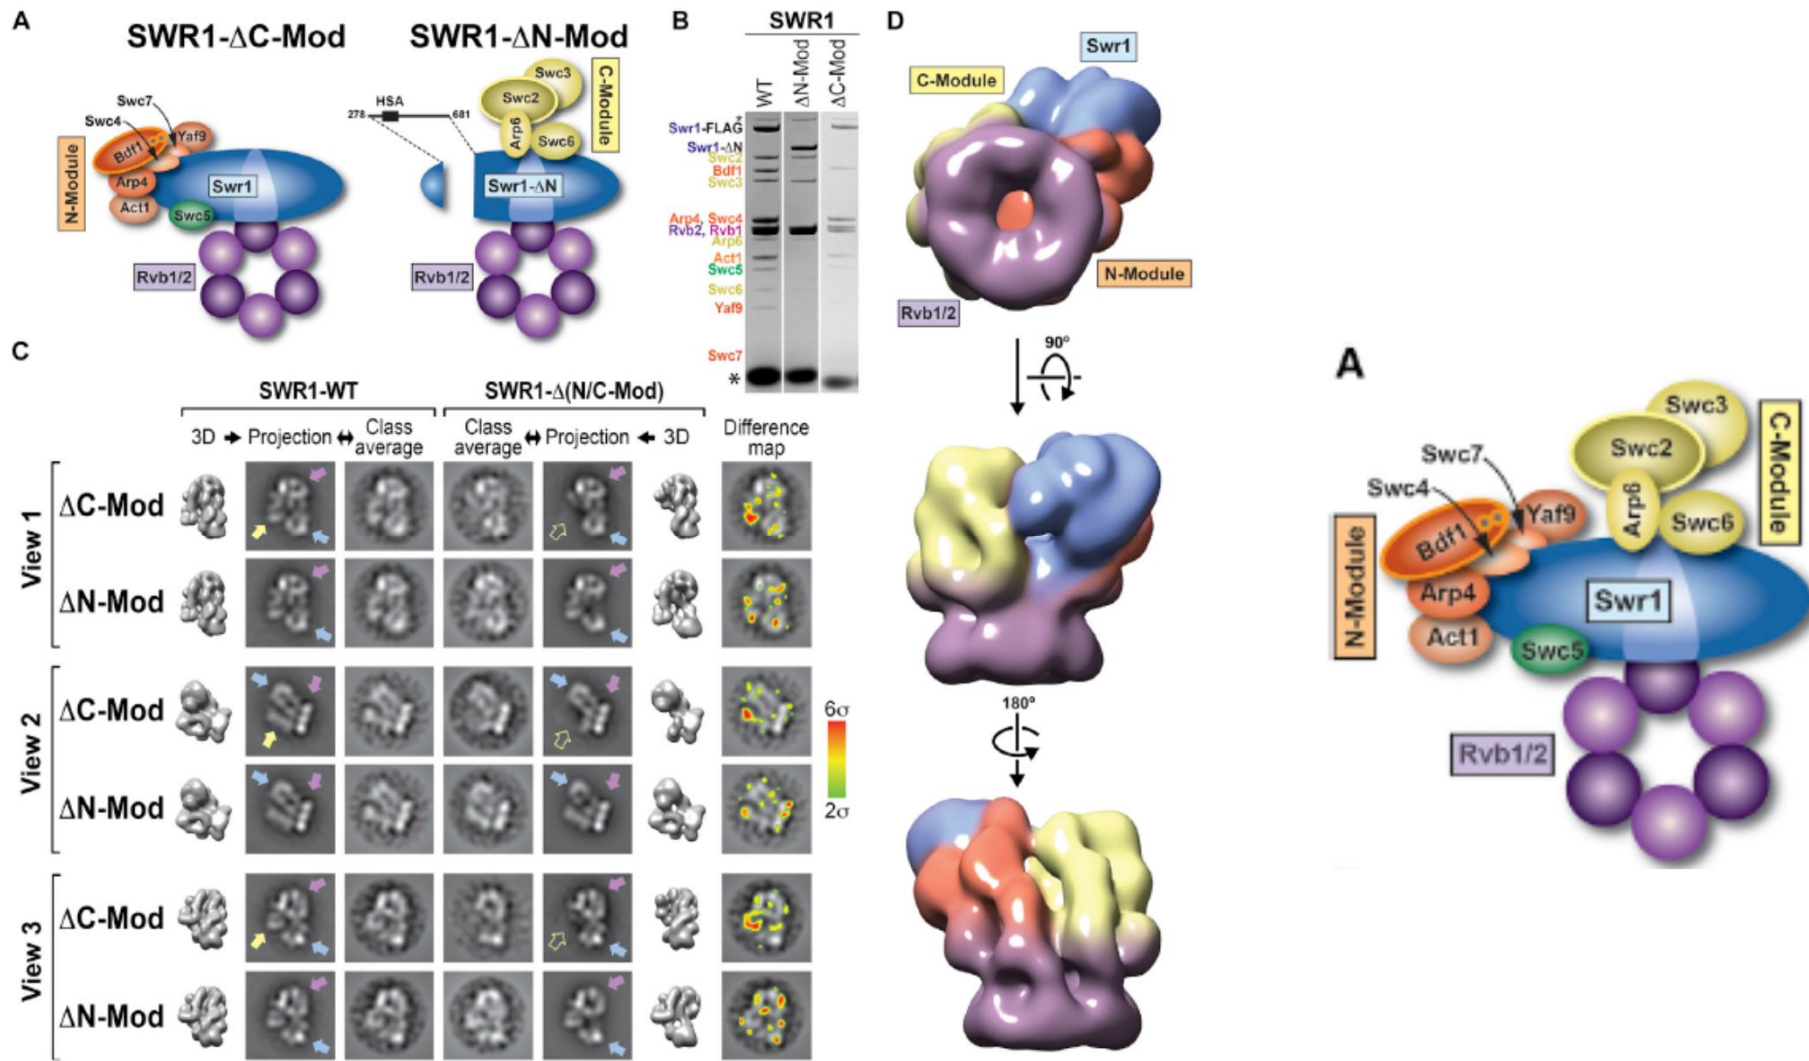 A
SWR1-ΔC-Mod
SWR1-ΔN-Mod
N-Module
Swc7
Swc4
Bdf1
Yaf9
Arp4
Act1
Swr1
Swc5
Rvb1/2
HSA
278
681
Swc3
Swc2
Arp6
Swc6
C-Module
Swr1-ΔN
Rvb1/2
B
SWR1
WT
ΔN-Mod
ΔC-Mod
Swr1-FLAG
Swr1-ΔN
Swc2
Bdf1
Swc3
Arp4, Swc4
Rvb2, Rvb1
Arp6
Act1
Swc5
Swc6
Yaf9
Swc7
*
C
SWR1-WT
SWR1-Δ(N/C-Mod)
3D
Projection
Class
average
Class
average
Projection
3D
Difference
map
View 1
ΔC-Mod
ΔN-Mod
View 2
ΔC-Mod
ΔN-Mod
View 3
ΔC-Mod
ΔN-Mod
6σ
2σ
D
Swr1
C-Module
N-Module
Rvb1/2
90°
180°
A
Swc3
Swc2
C-Module
Swc7
Swc4
Arp6
Swc6
N-Module
Bdf1
Yaf9
Arp4
Swr1
Act1
Swc5
Rvb1/2